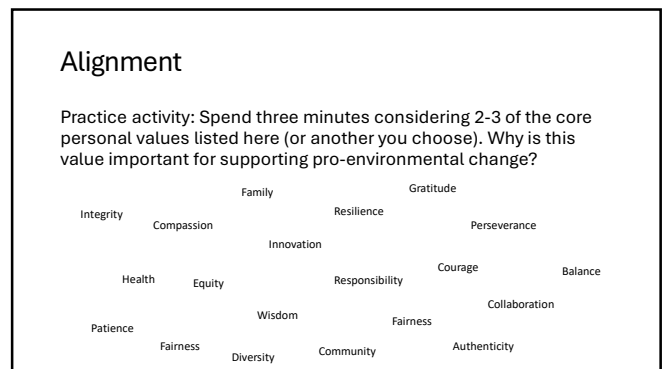 Alignment
Practice activity: Spend three minutes considering 2-3 of the core
personal values listed here (or another you choose). Why is this
value important for supporting pro-environmental change?
Family
Gratitude
Integrity
Resilience
Compassion
Perseverance
Innovation
Health
Equity
Responsibility
Courage
Balance
Collaboration
Wisdom
Fairness
Patience
Fairness
Diversity
Community
Authenticity